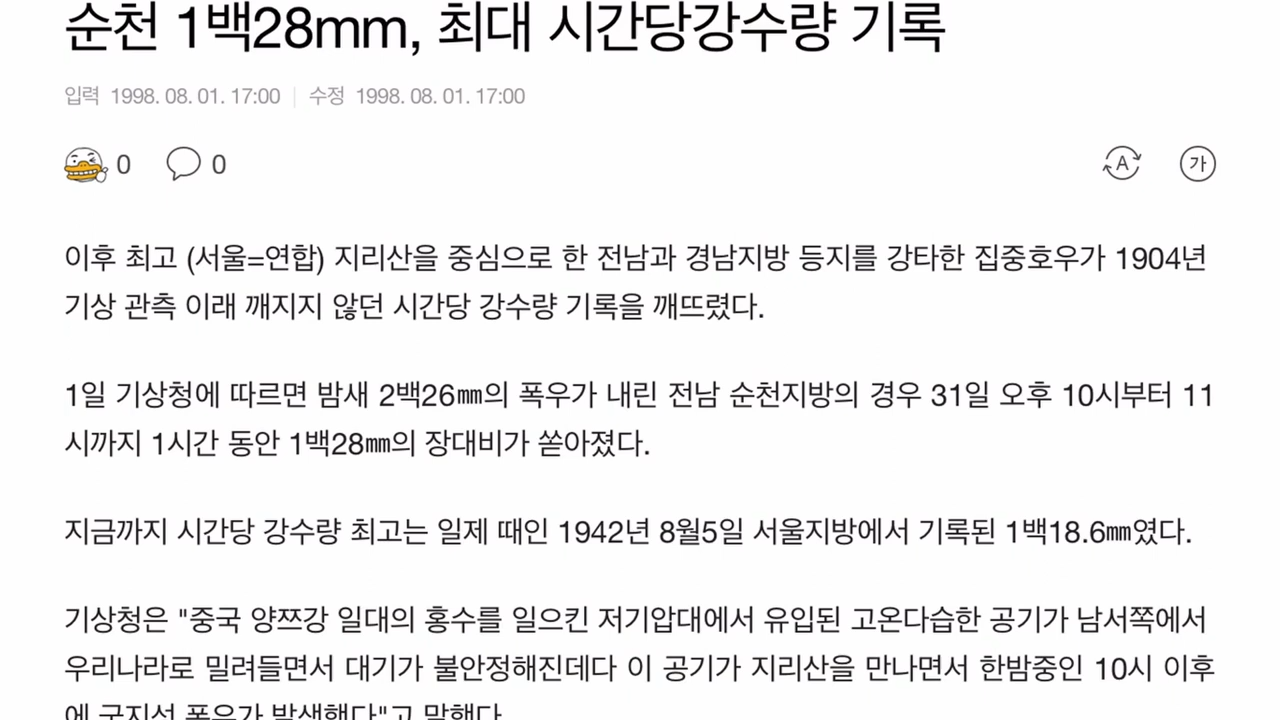 순천 1백28mm, 최대 시간당강수량 기록
입력 1998. 08. 01. 17:00 수정 1998. 08. 01. 17:00
0 0 A 가
이후 최고 (서울=연합) 지리산을 중심으로 한 전남과 경남지방 등지를 강타한 집중호우가 1904년
기상 관측 이래 깨지지 않던 시간당 강수량 기록을 깨뜨렸다.
1일 기상청에 따르면 밤새 2백26㎜의 폭우가 내린 전남 순천지방의 경우 31일 오후 10시부터 11
시까지 1시간 동안 1백28㎜의 장대비가 쏟아졌다.
지금까지 시간당 강수량 최고는 일제 때인 1942년 8월5일 서울지방에서 기록된 1백18.6㎜였다.
기상청은 "중국 양쯔강 일대의 홍수를 일으킨 저기압대에서 유입된 고온다습한 공기가 남서쪽에서
우리나라로 밀려들면서 대기가 불안정해진데다 이 공기가 지리산을 만나면서 한밤중인 10시 이후
에 국지성 폭우가 발생했다"고 말했다